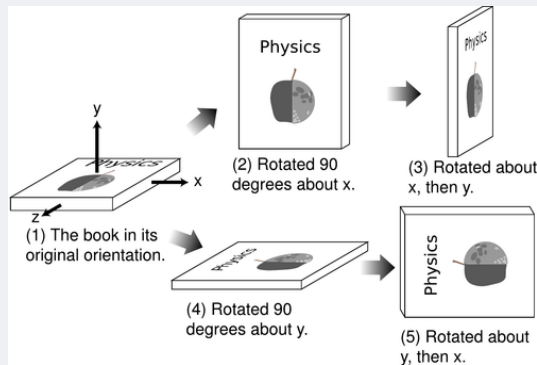 Physics
y
x
z
(1) The book in its
original orientation.
Physics
(2) Rotated 90
degrees about x.
Physics
(3) Rotated about
x, then y.
Physics
(4) Rotated 90
degrees about y.
Physics
(5) Rotated about
y, then x.